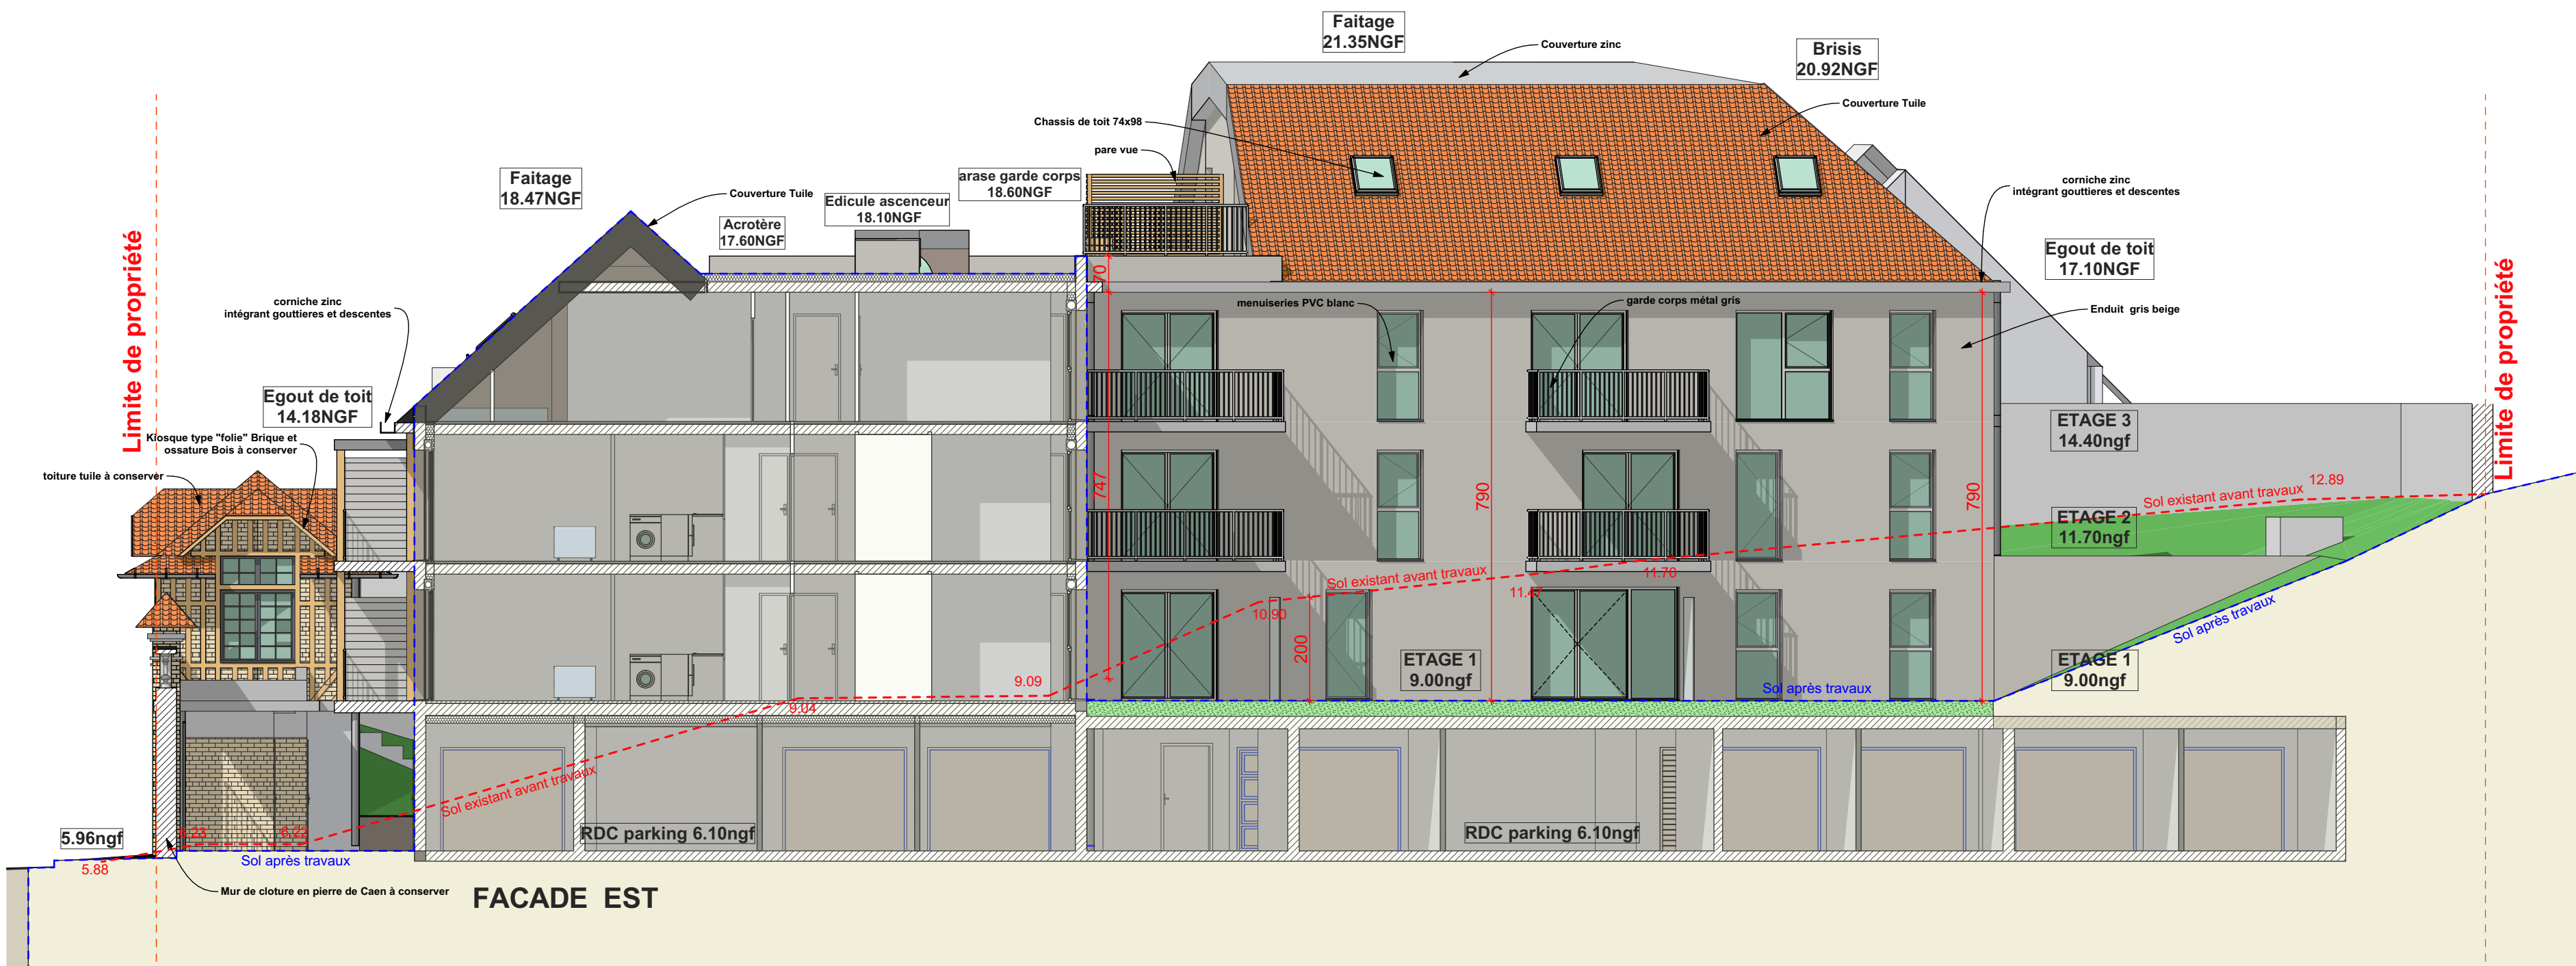 Faitage
21.35NGF
Couverture zinc
Brisis
20.92NGF
Couverture Tuile
Chassis de toit 74x98
pare vue
Faitage
18.47NGF
Couverture Tuile
arase garde corps
18.60NGF
Edicule ascenceur
18.10NGF
Acrotère
17.60NGF
corniche zinc
intégrant gouttieres et descentes
Egout de toit
17.10NGF
Limite de propriété
Limite de propriété
corniche zinc
intégrant gouttieres et descentes
70
menuiseries PVC blanc
garde corps métal gris
Enduit gris beige
Egout de toit
14.18NGF
Kiosque type "folie" Brique et
ossature Bois à conserver
toiture tuile à conserver
ETAGE 3
14.40ngf
747
790
790
Sol existant avant travaux
12.89
ETAGE 2
11.70ngf
Sol existant avant travaux
11.70
11.47
10.90
200
Sol après travaux
ETAGE 1
9.00ngf
ETAGE 1
9.00ngf
Sol après travaux
9.09
9.04
Sol existant avant travaux
5.96ngf
6.22
RDC parking 6.10ngf
RDC parking 6.10ngf
Sol après travaux
5.88
Mur de cloture en pierre de Caen à conserver
FACADE EST